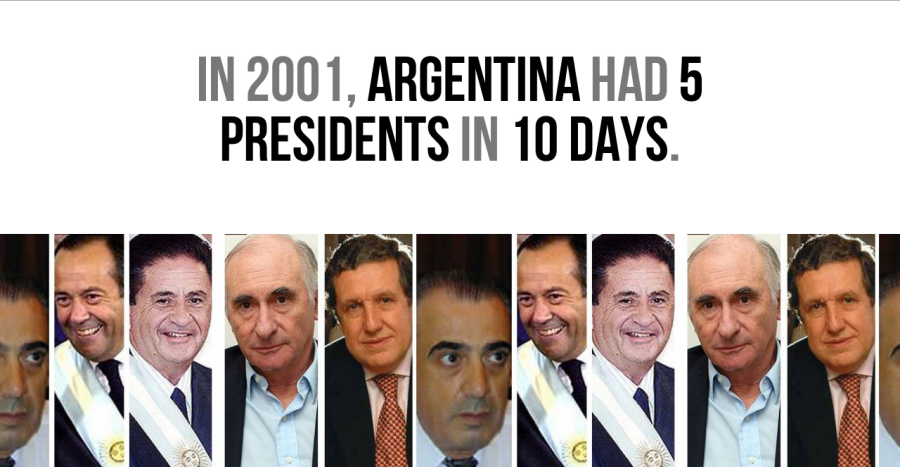 IN 2001, ARGENTINA HAD 5
PRESIDENTS IN 10 DAYS.